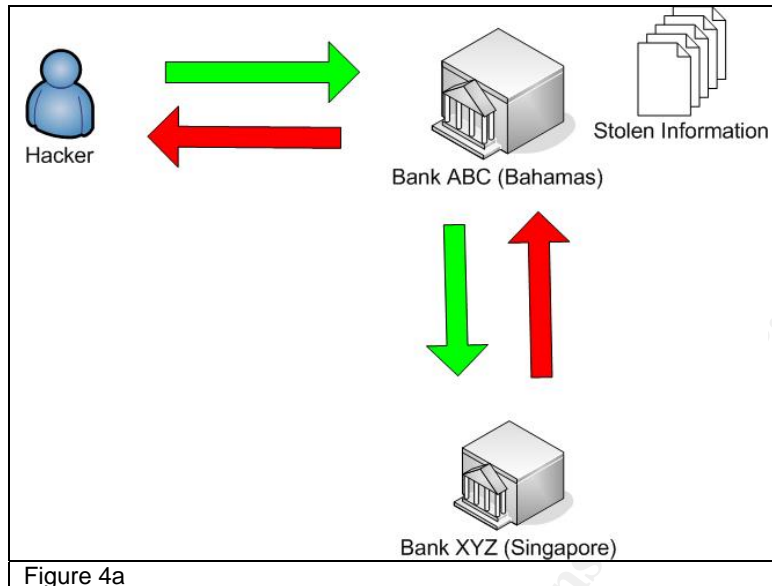 Hacker
Stolen Information
Bank ABC (Bahamas)
Bank XYZ (Singapore)
Figure 4a